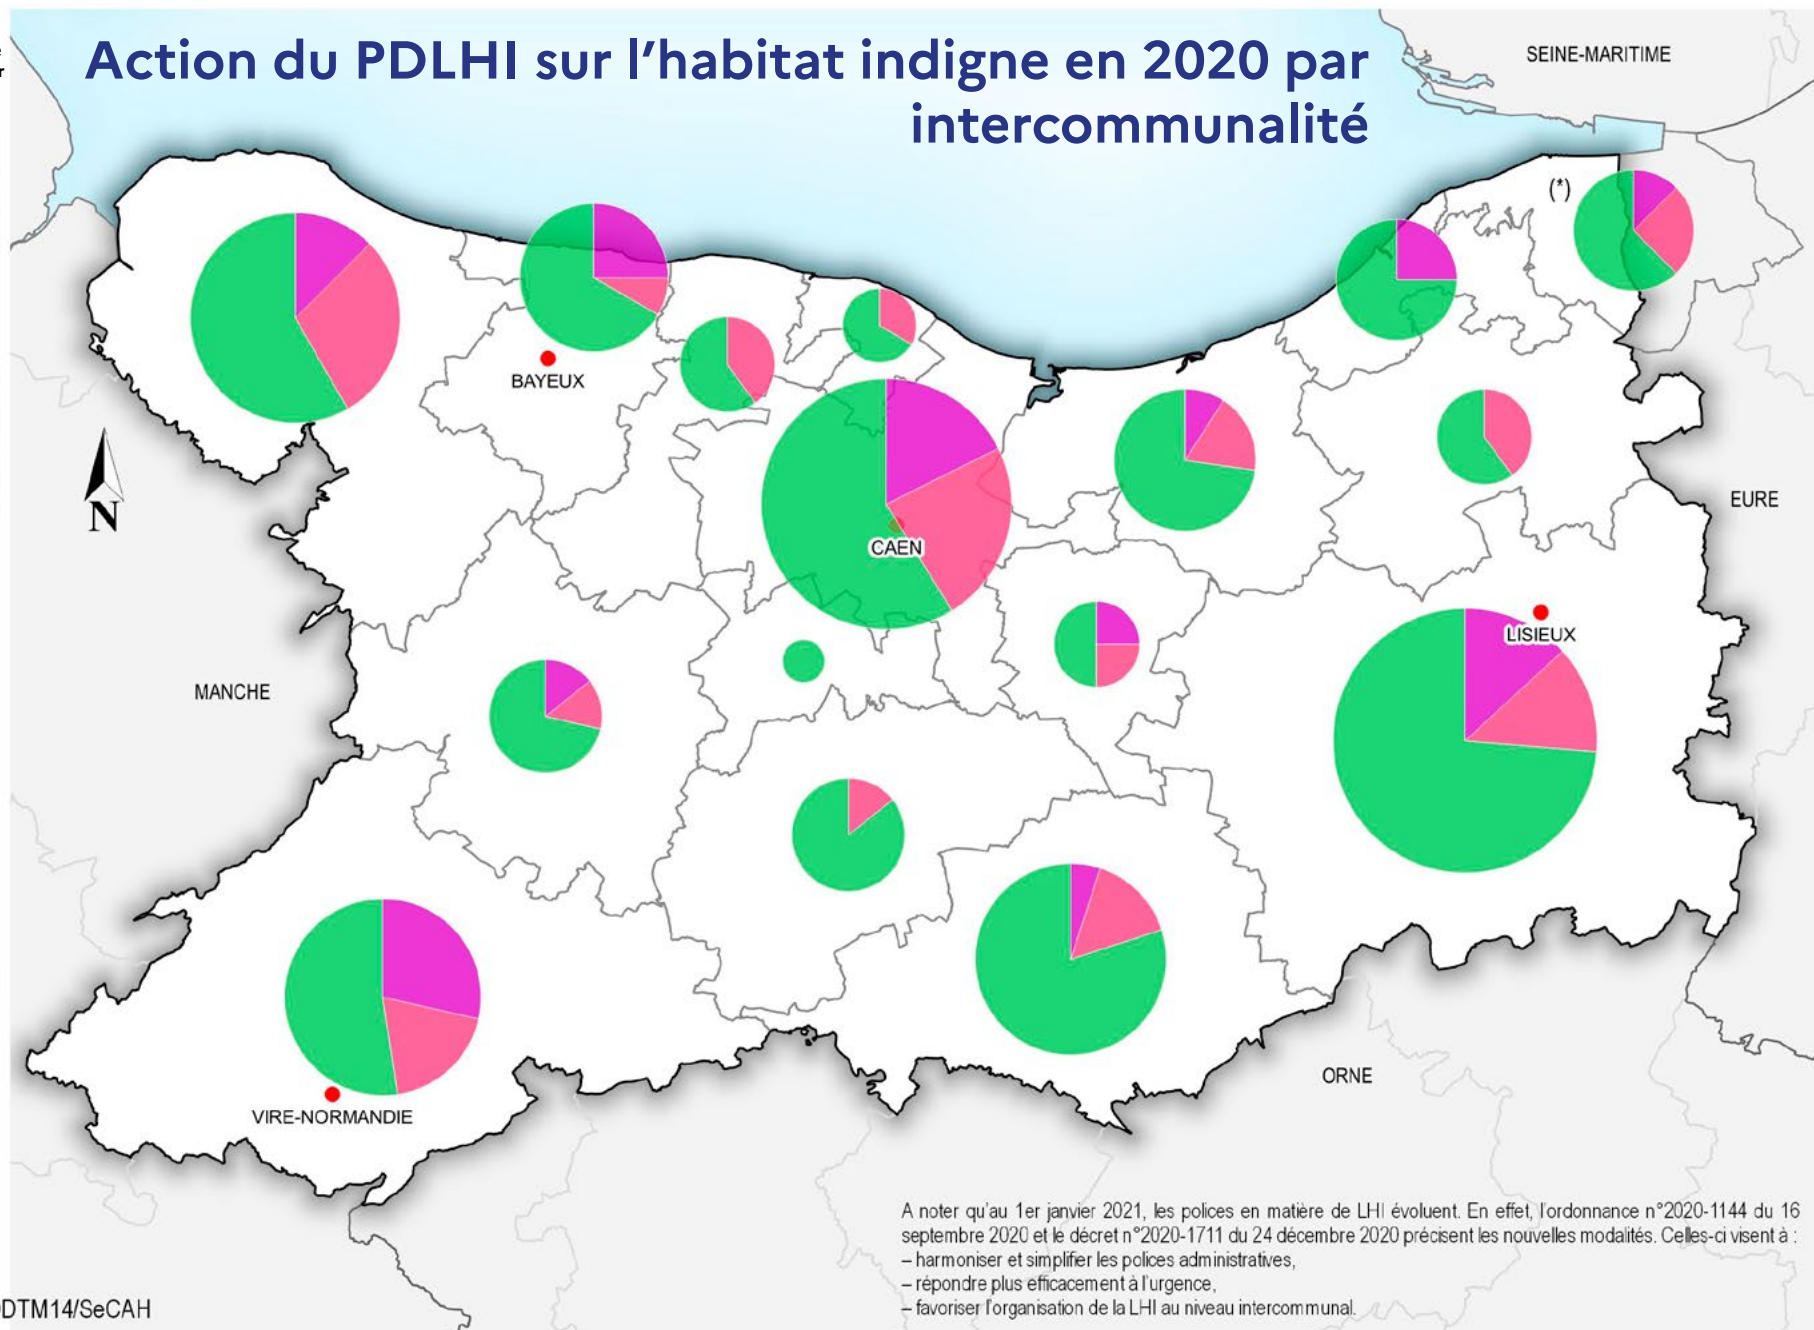 Action du PDLHI sur l'habitat indigne en 2020 par
intercommunalité
SEINE-MARITIME
(*)
BAYEUX
N
CAEN
EURE
LISIEUX
MANCHE
ORNE
VIRE-NORMANDIE
A noter qu'au 1er janvier 2021, les polices en matière de LHI évoluent. En effet, l'ordonnance n°2020-1144 du 16
septembre 2020 et le décret n°2020-1711 du 24 décembre 2020 précisent les nouvelles modalités. Celles-ci visent à :
– harmoniser et simplifier les polices administratives,
– répondre plus efficacement à l'urgence,
– favoriser l'organisation de la LHI au niveau intercommunal.
DTM14/SeCAH